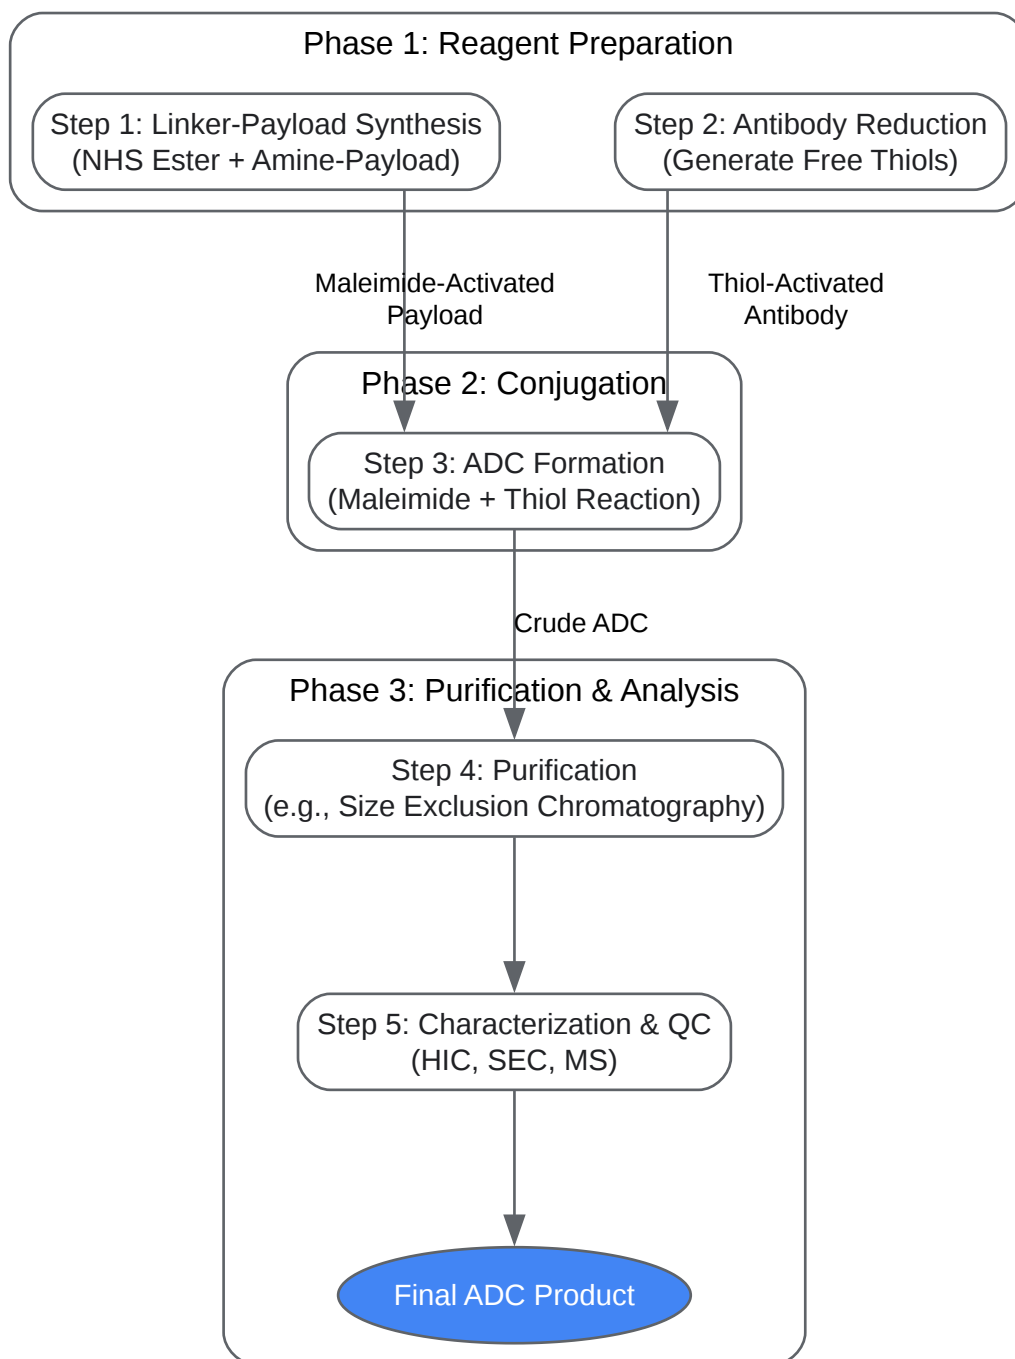 Phase 1: Reagent Preparation
Step 1: Linker-Payload Synthesis
(NHS Ester + Amine-Payload)
Step 2: Antibody Reduction
(Generate Free Thiols)
Maleimide-Activated
Payload
Thiol-Activated
Antibody
Phase 2: Conjugation
Step 3: ADC Formation
(Maleimide + Thiol Reaction)
Crude ADC
Phase 3: Purification & Analysis
Step 4: Purification
(e.g., Size Exclusion Chromatography)
Step 5: Characterization & QC
(HIC, SEC, MS)
Final ADC Product